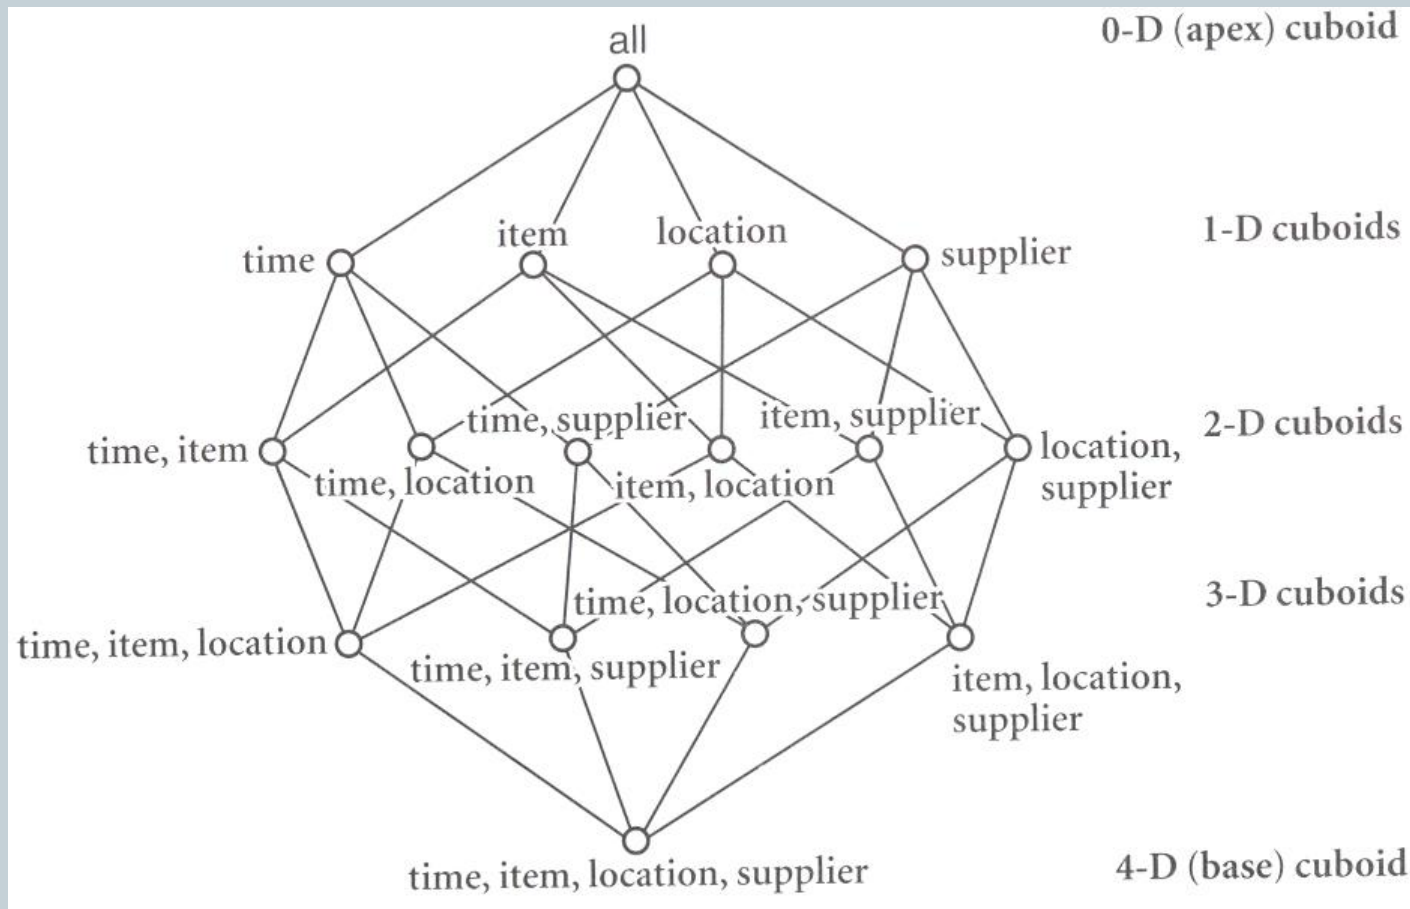 all
0-D (apex) cuboid
time
item
location
supplier
1-D cuboids
time, item
time, location
time, supplier
item, location
item, supplier
location,
supplier
2-D cuboids
time, item, location
time, item, supplier
time, location, supplier
item, location,
supplier
3-D cuboids
time, item, location, supplier
4-D (base) cuboid